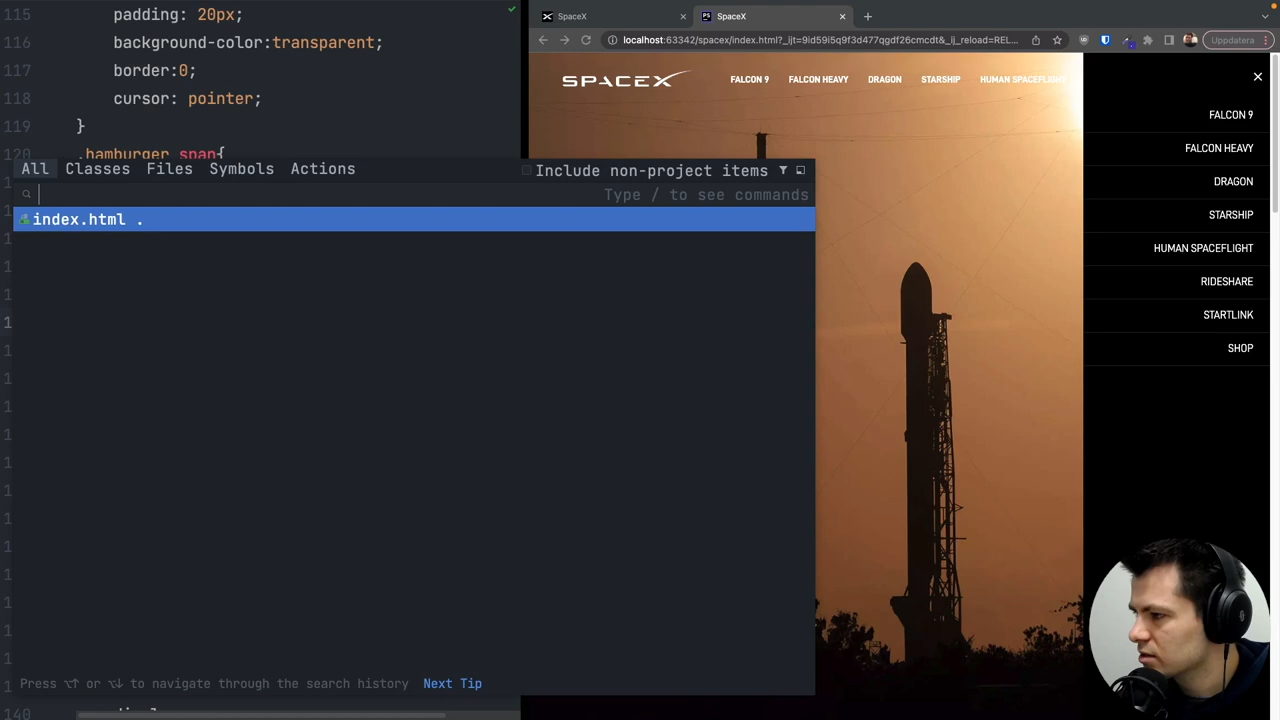 115 padding: 20px;
116 background-color:transparent;
117 border:0;
118 cursor: pointer;
119 }
120 .hamburger span{
All Classes Files Symbols Actions Include non-project items
Type / to see commands
index.html .
Press ⌥↑ or ⌥↓ to navigate through the search history Next Tip
140
SpaceX
SpaceX
localhost:63342/spacex/index.html?_ijt=9id59i5q9f3d477qgdf26cmcdt&_ij_reload=REL...
Uppdatera
SPACEX
FALCON 9 FALCON HEAVY DRAGON STARSHIP HUMAN SPACEFLIGHT
FALCON 9
FALCON HEAVY
DRAGON
STARSHIP
HUMAN SPACEFLIGHT
RIDESHARE
STARTLINK
SHOP